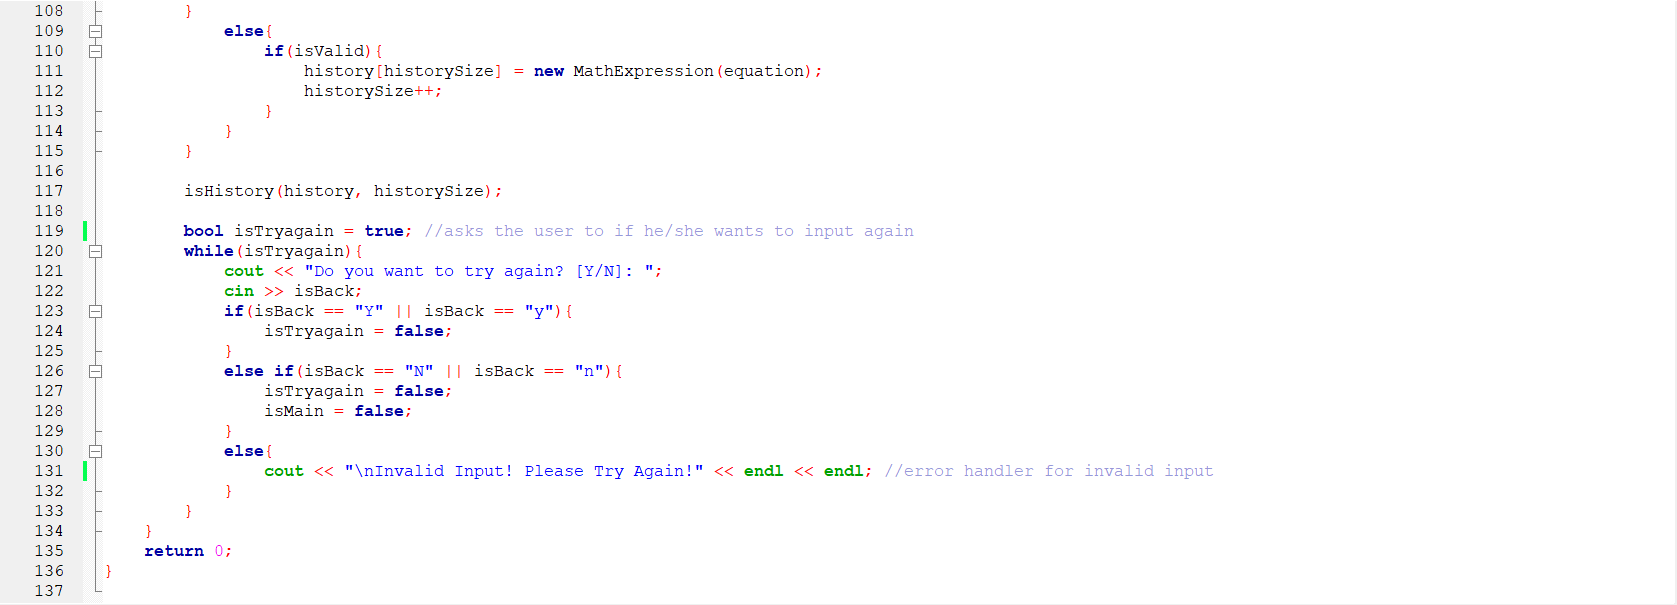 108         }
109             else{
110                 if(isValid){
111                     history[historySize] = new MathExpression(equation);
112                     historySize++;
113                 }
114             }
115         }
116
117         isHistory(history, historySize);
118
119         bool isTryagain = true; //asks the user to if he/she wants to input again
120         while(isTryagain){
121             cout << "Do you want to try again? [Y/N]: ";
122             cin >> isBack;
123             if(isBack == "Y" || isBack == "y"){
124                 isTryagain = false;
125             }
126             else if(isBack == "N" || isBack == "n"){
127                 isTryagain = false;
128                 isMain = false;
129             }
130             else{
131                 cout << "\nInvalid Input! Please Try Again!" << endl << endl; //error handler for invalid input
132             }
133         }
134     }
135     return 0;
136 }
137